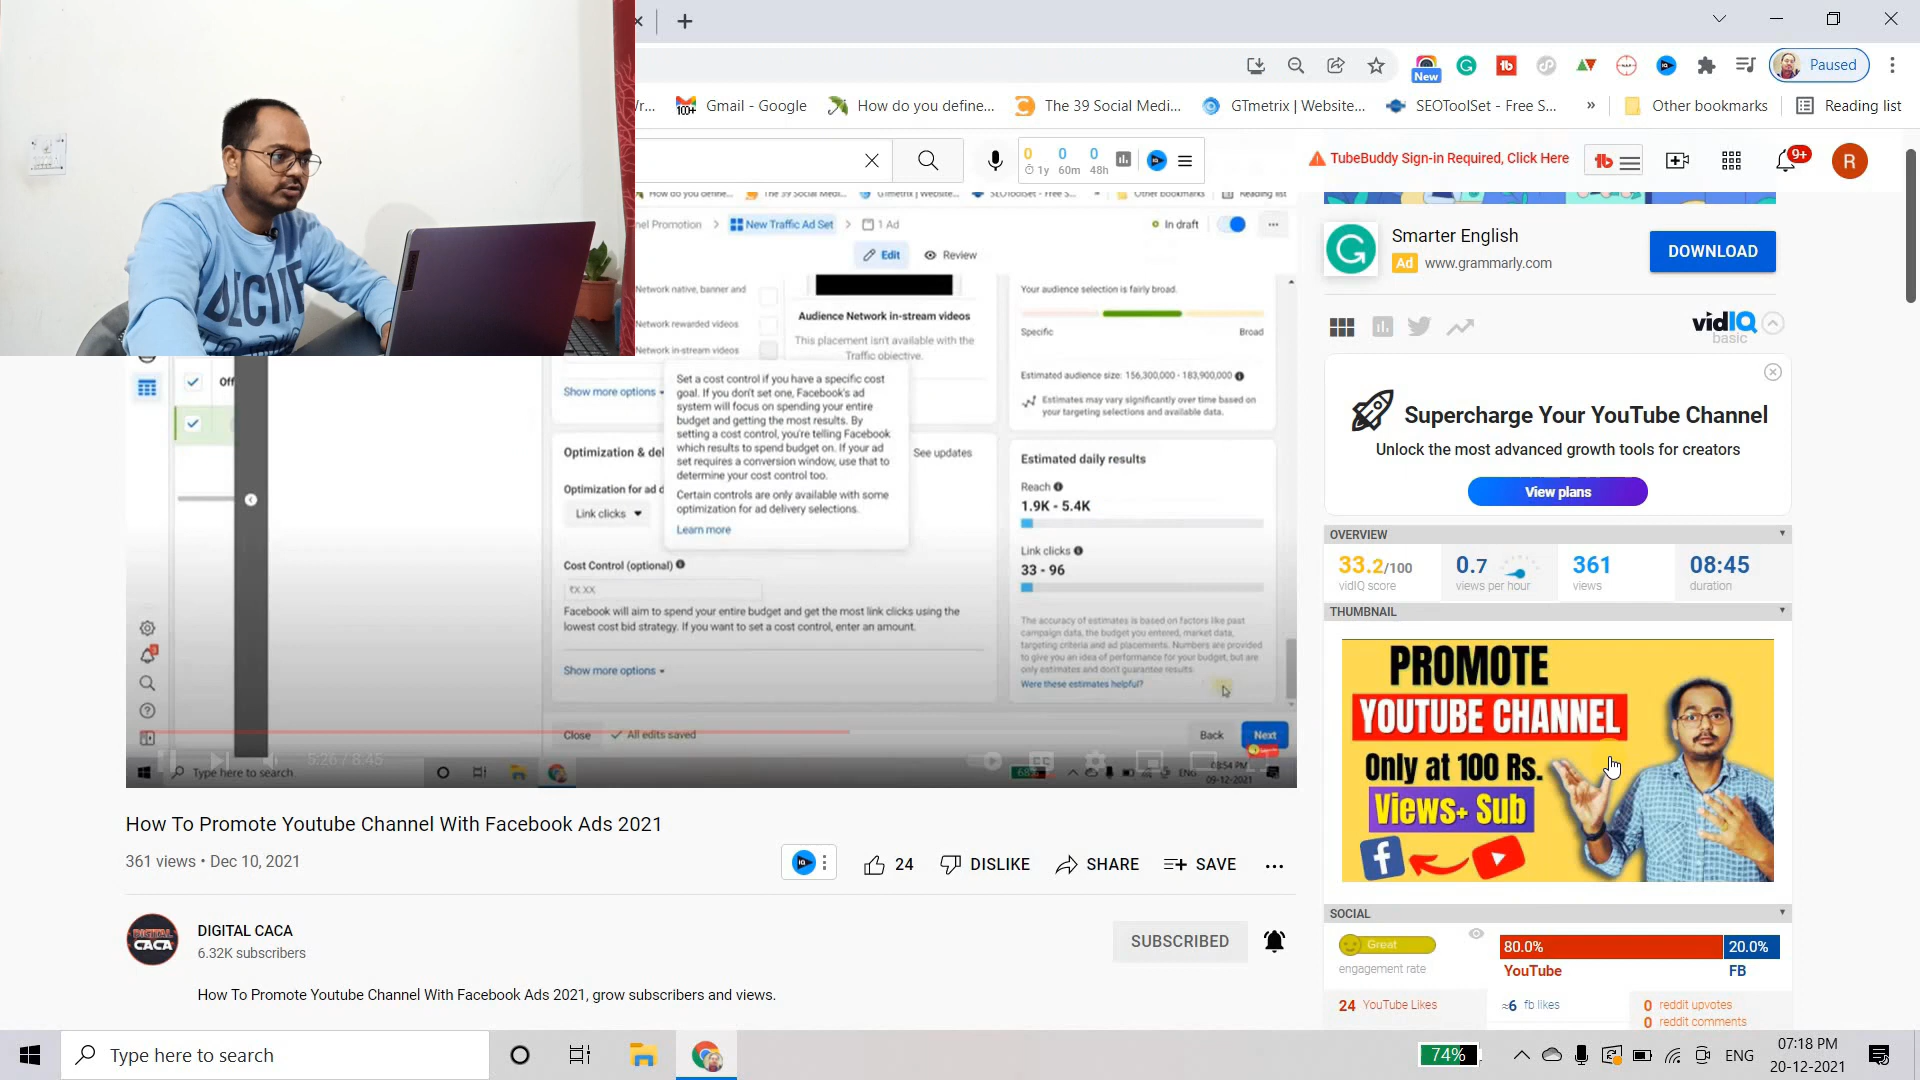 Paused
New
Gmail - Google
100+
How do you define...
The 39 Social Medi...
GTmetrix | Website...
SEOToolSet - Free S...
»
Other bookmarks
Reading list
0 0 0
1y 60m 48h
TubeBuddy Sign-in Required, Click Here
9+
R
DECIDE
nel Promotion
New Traffic Ad Set
1 Ad
In draft
Edit
Review
Network native, banner and
Network rewarded videos
Network in-stream videos
Audience Network in-stream videos
This placement isn't available with the
Traffic objective.
Show more options
Set a cost control if you have a specific cost
goal. If you don't set one, Facebook's ad
system will focus on spending your entire
budget and getting the most results. By
setting a cost control, you're telling Facebook
which results to spend budget on. If your ad
set requires a conversion window, use that to
determine your cost control too.
Certain controls are only available with some
optimization for ad delivery selections.
Learn more
Optimization & del
See updates
Optimization for ad d
Link clicks
Cost Control (optional)
₹X.XX
Facebook will aim to spend your entire budget and get the most link clicks using the
lowest cost bid strategy. If you want to set a cost control, enter an amount.
Show more options
Close
All edits saved
Back
Next
Your audience selection is fairly broad.
Specific
Broad
Estimated audience size: 156,300,000 - 183,900,000
Estimates may vary significantly over time based on
your targeting selections and available data.
Estimated daily results
Reach
1.9K - 5.4K
Link clicks
33 - 96
The accuracy of estimates is based on factors like past
campaign data, the budget you entered, market data,
targeting criteria and ad placements. Numbers are provided
to give you an idea of performance for your budget, but are
only estimates and don't guarantee results.
Were these estimates helpful?
Off
5:26 / 8:45
Type here to search
68%
ENG
08:54 PM
09-12-2021
How To Promote Youtube Channel With Facebook Ads 2021
361 views • Dec 10, 2021
24
DISLIKE
SHARE
SAVE
DIGITAL CACA
6.32K subscribers
SUBSCRIBED
How To Promote Youtube Channel With Facebook Ads 2021, grow subscribers and views.
Smarter English
Ad www.grammarly.com
DOWNLOAD
vidIQ
basic
Supercharge Your YouTube Channel
Unlock the most advanced growth tools for creators
View plans
OVERVIEW
33.2/100
vidIQ score
0.7
views per hour
361
views
08:45
duration
THUMBNAIL
PROMOTE
YOUTUBE CHANNEL
Only at 100 Rs.
Views+ Sub
SOCIAL
Great
engagement rate
80.0%
20.0%
YouTube
FB
24 YouTube Likes
≈6 fb likes
0 reddit upvotes
0 reddit comments
Type here to search
74%
ENG
07:18 PM
20-12-2021